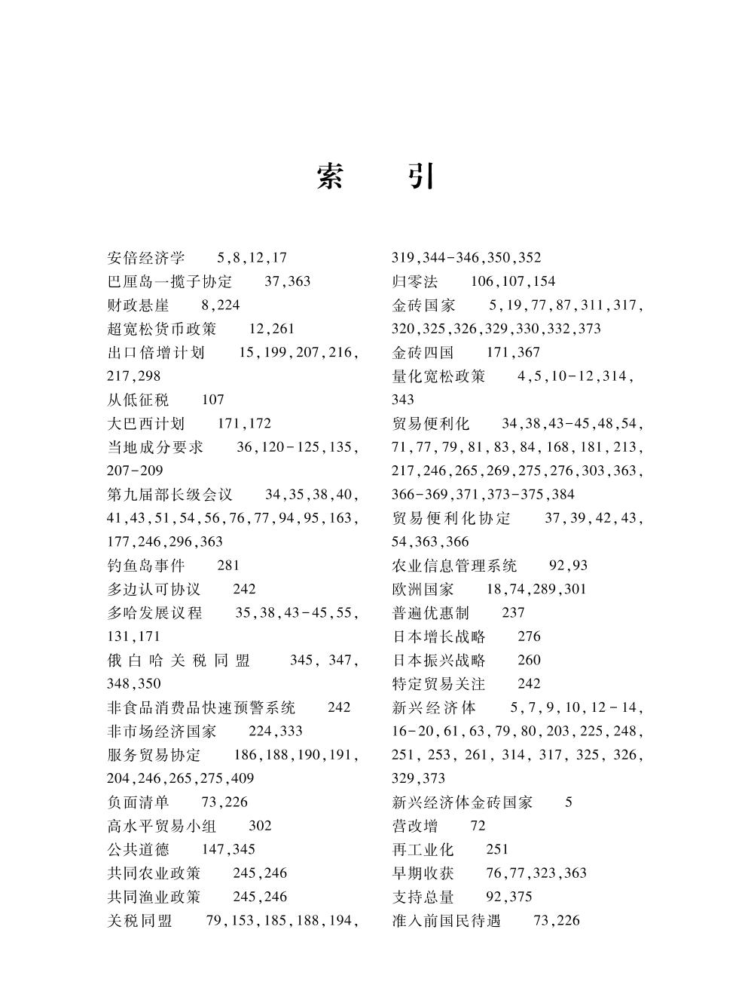 索 引
安倍经济学 5,8,12,17
巴厘岛一揽子协定 37,363
财政悬崖 8,224
超宽松货币政策 12,261
出口倍增计划 15,199,207,216,
217,298
从低征税 107
大巴西计划 171,172
当地成分要求 36,120-125,135,
207-209
第九届部长级会议 34,35,38,40,
41,43,51,54,56,76,77,94,95,163,
177,246,296,363
钓鱼岛事件 281
多边认可协议 242
多哈发展议程 35,38,43-45,55,
131,171
俄白哈关税同盟 345,347,
348,350
非食品消费品快速预警系统 242
非市场经济国家 224,333
服务贸易协定 186,188,190,191,
204,246,265,275,409
负面清单 73,226
高水平贸易小组 302
公共道德 147,345
共同农业政策 245,246
共同渔业政策 245,246
关税同盟 79,153,185,188,194,
319,344-346,350,352
归零法 106,107,154
金砖国家 5,19,77,87,311,317,
320,325,326,329,330,332,373
金砖四国 171,367
量化宽松政策 4,5,10-12,314,
343
贸易便利化 34,38,43-45,48,54,
71,77,79,81,83,84,168,181,213,
217,246,265,269,275,276,303,363,
366-369,371,373-375,384
贸易便利化协定 37,39,42,43,
54,363,366
农业信息管理系统 92,93
欧洲国家 18,74,289,301
普遍优惠制 237
日本增长战略 276
日本振兴战略 260
特定贸易关注 242
新兴经济体 5,7,9,10,12-14,
16-20,61,63,79,80,203,225,248,
251,253,261,314,317,325,326,
329,373
新兴经济体金砖国家 5
营改增 72
再工业化 251
早期收获 76,77,323,363
支持总量 92,375
准入前国民待遇 73,226